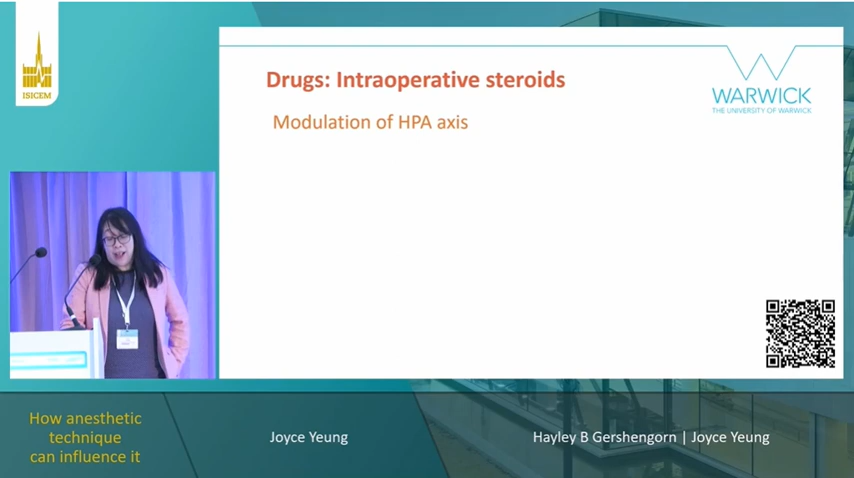 ISICEM
Drugs: Intraoperative steroids
Modulation of HPA axis
WARWICK
THE UNIVERSITY OF WARWICK
How anesthetic
technique
can influence it
Joyce Yeung
Hayley B Gershengorn | Joyce Yeung